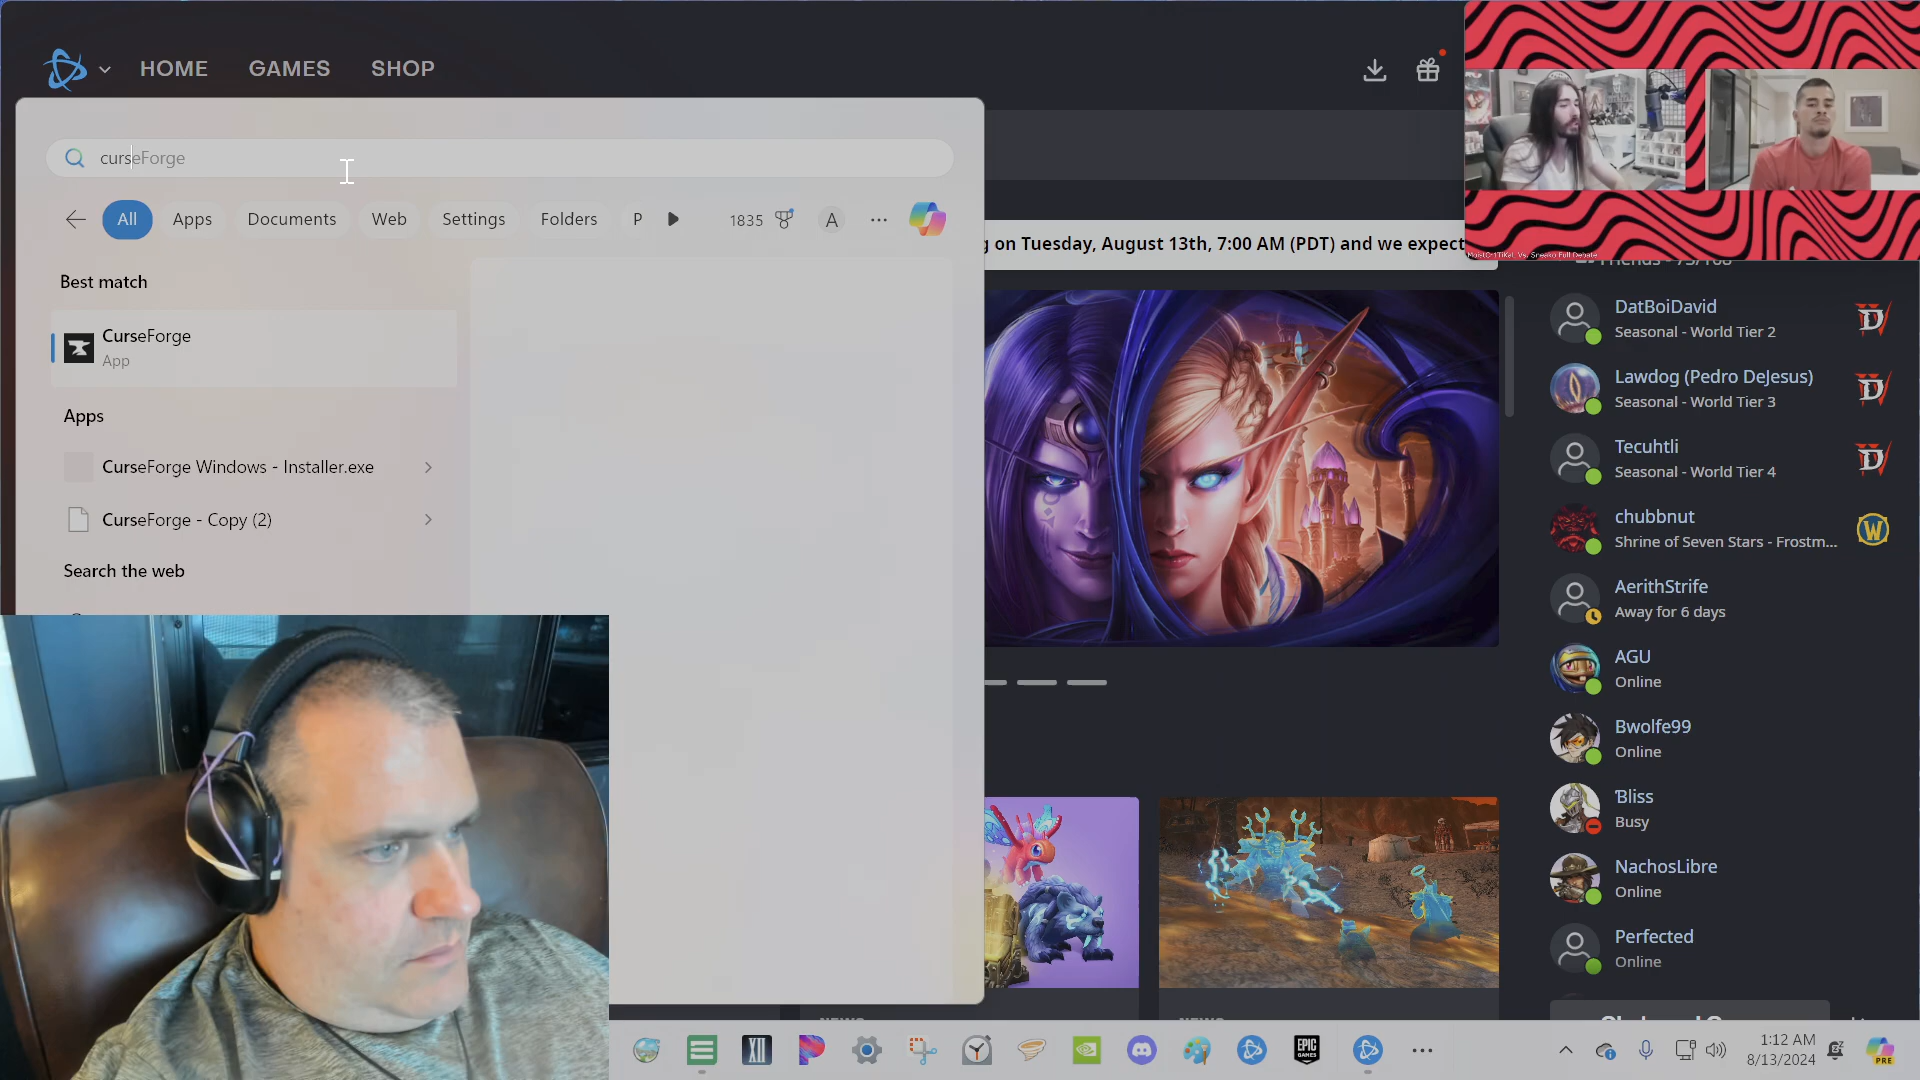 HOME GAMES SHOP
curseForge
All Apps Documents Web Settings Folders P 1835 A
g on Tuesday, August 13th, 7:00 AM (PDT) and we expect
Best match
CurseForge
App
Apps
CurseForge Windows - Installer.exe
CurseForge - Copy (2)
Search the web
DatBoiDavid
Seasonal - World Tier 2
Lawdog (Pedro DeJesus)
Seasonal - World Tier 3
Tecuhtli
Seasonal - World Tier 4
chubbnut
Shrine of Seven Stars - Frostm...
AerithStrife
Away for 6 days
AGU
Online
Bwolfe99
Online
Bliss
Busy
NachosLibre
Online
Perfected
Online
XII
EPIC
GAMES
1:12 AM
8/13/2024
PRE